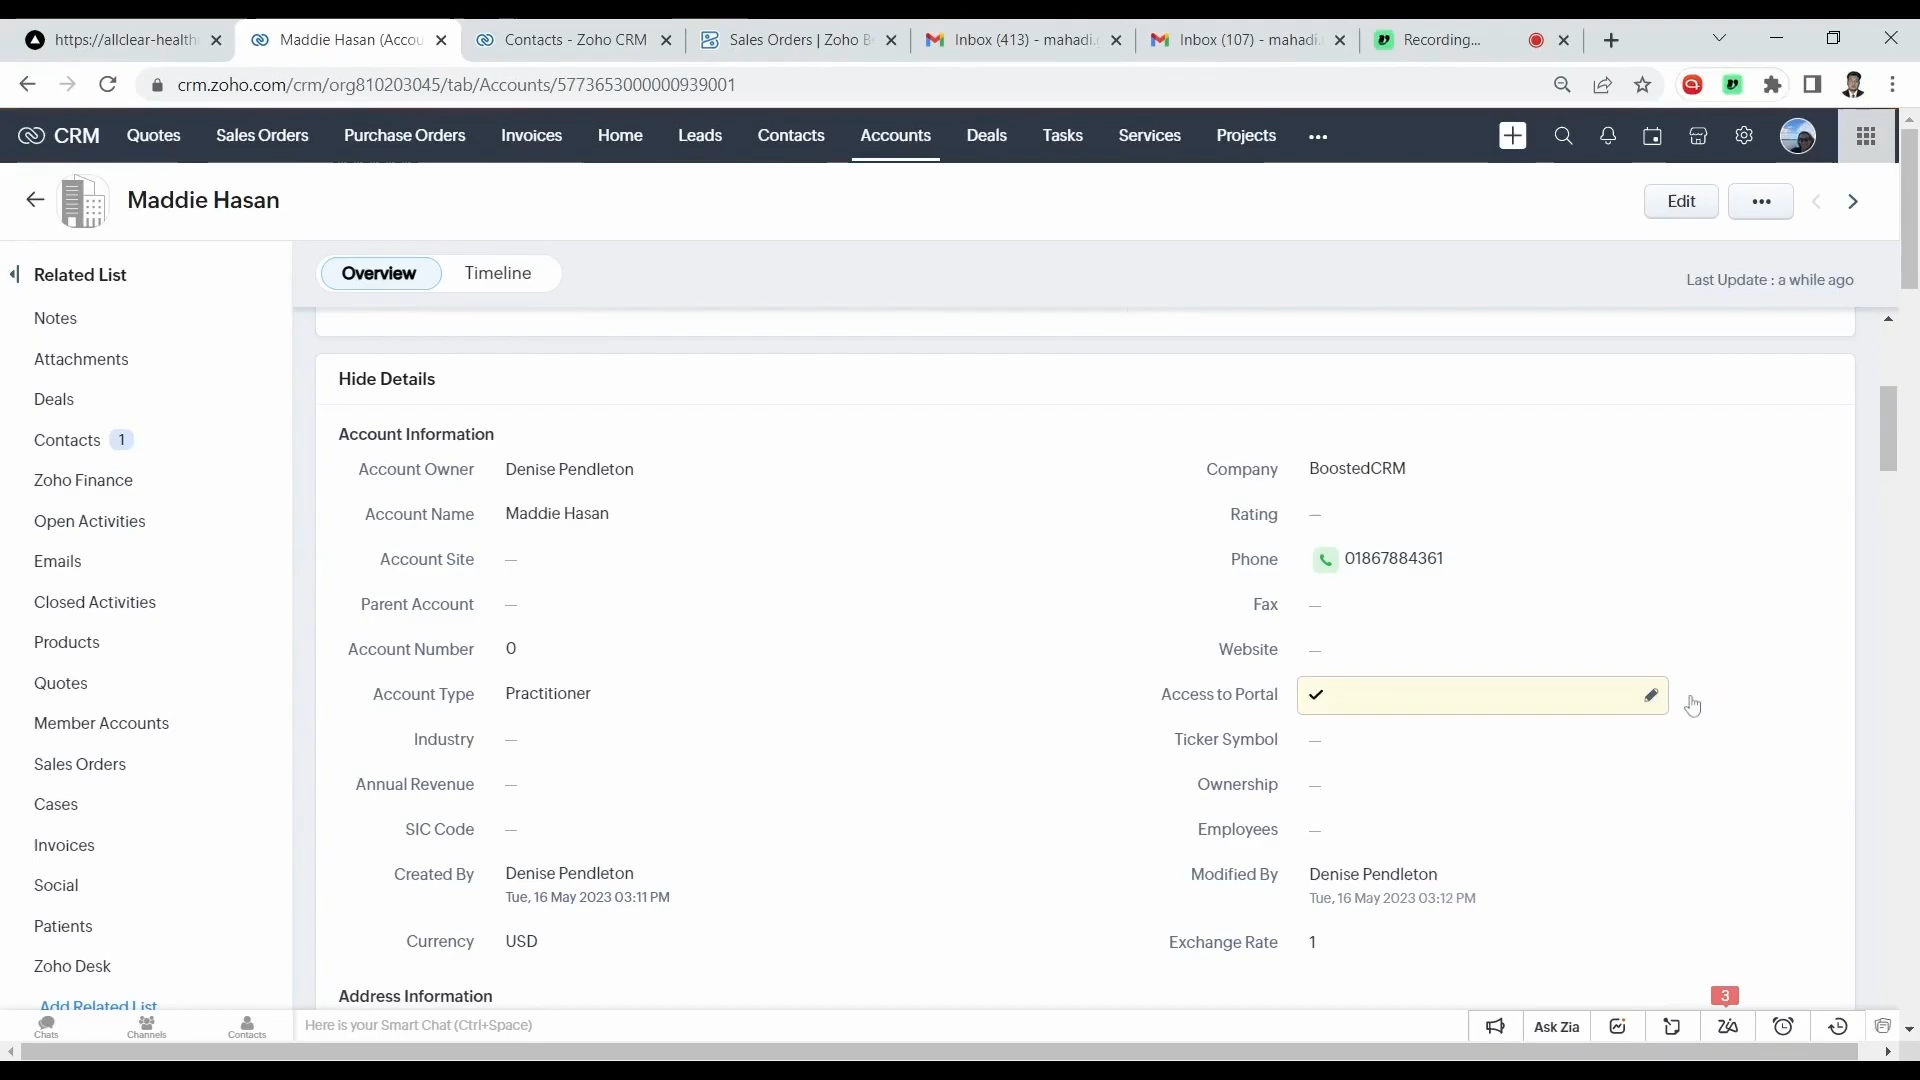 https://allclear-health
Maddie Hasan (Accou
Contacts - Zoho CRM
Sales Orders | Zoho B
Inbox (413) - mahadi.
Inbox (107) - mahadi.
Recording...
crm.zoho.com/crm/org810203045/tab/Accounts/5773653000000939001
CRM
Quotes
Sales Orders
Purchase Orders
Invoices
Home
Leads
Contacts
Accounts
Deals
Tasks
Services
Projects
Maddie Hasan
Edit
Related List
Overview
Timeline
Last Update : a while ago
Notes
Attachments
Deals
Contacts 1
Zoho Finance
Open Activities
Emails
Closed Activities
Products
Quotes
Member Accounts
Sales Orders
Cases
Invoices
Social
Patients
Zoho Desk
Add Related List
Hide Details
Account Information
Account Owner Denise Pendleton
Company BoostedCRM
Account Name Maddie Hasan
Rating —
Account Site —
Phone 01867884361
Parent Account —
Fax —
Account Number 0
Website —
Account Type Practitioner
Access to Portal
Industry —
Ticker Symbol —
Annual Revenue —
Ownership —
SIC Code —
Employees —
Created By Denise Pendleton
Tue, 16 May 2023 03:11 PM
Modified By Denise Pendleton
Tue, 16 May 2023 03:12 PM
Currency USD
Exchange Rate 1
Address Information
3
Chats
Channels
Contacts
Here is your Smart Chat (Ctrl+Space)
Ask Zia